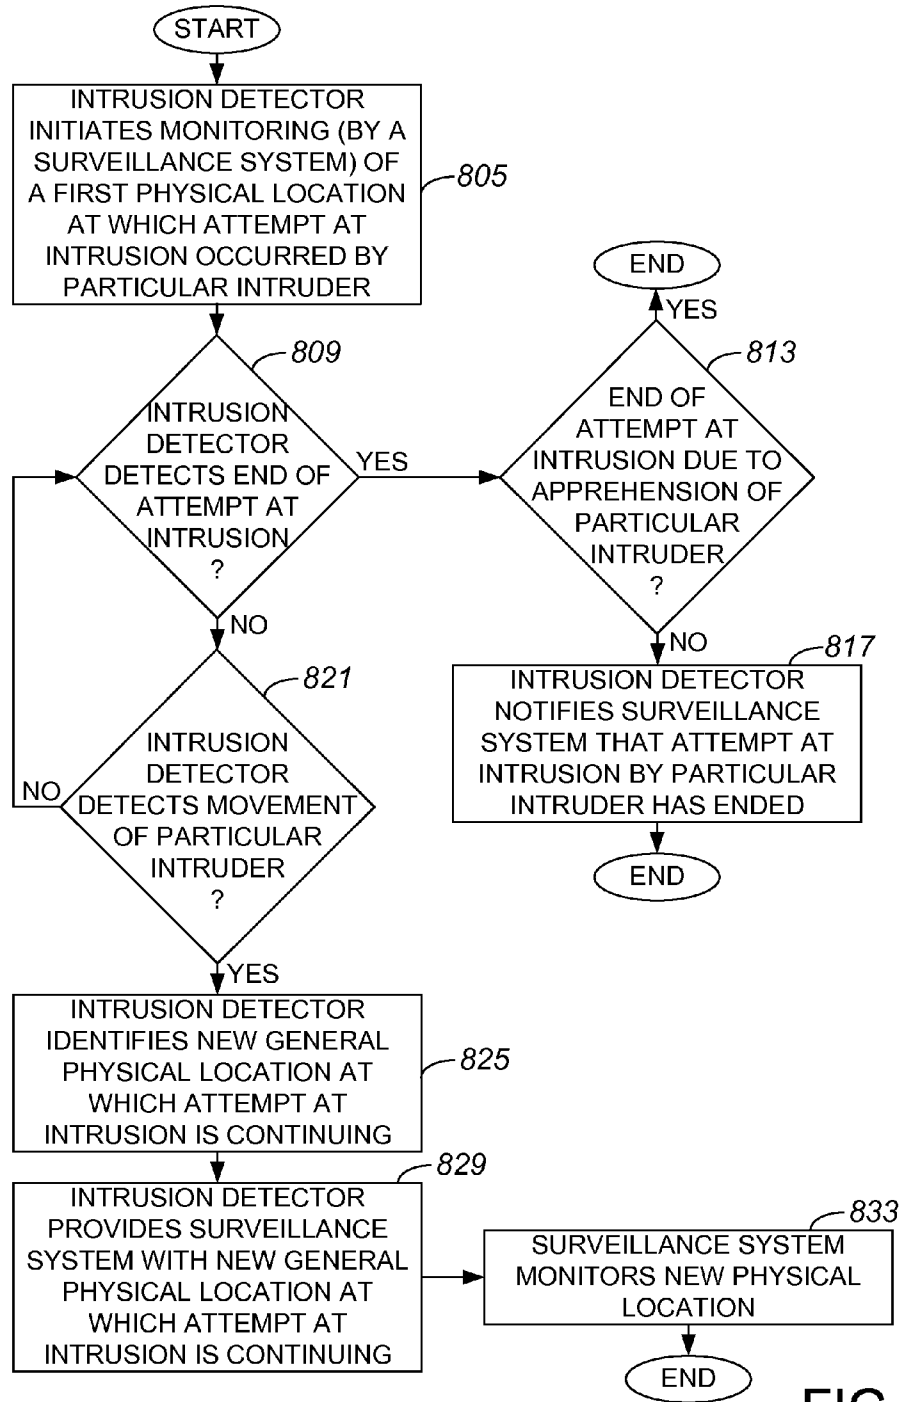 START
INTRUSION DETECTOR
INITIATES MONITORING (BY A
SURVEILLANCE SYSTEM) OF
A FIRST PHYSICAL LOCATION
AT WHICH ATTEMPT AT
INTRUSION OCCURRED BY
PARTICULAR INTRUDER
805
809
INTRUSION
DETECTOR
DETECTS END OF
ATTEMPT AT
INTRUSION
?
YES
NO
END
YES
813
END OF
ATTEMPT AT
INTRUSION DUE TO
APPREHENSION OF
PARTICULAR
INTRUDER
?
NO
817
INTRUSION DETECTOR
NOTIFIES SURVEILLANCE
SYSTEM THAT ATTEMPT AT
INTRUSION BY PARTICULAR
INTRUDER HAS ENDED
END
821
INTRUSION
DETECTOR
DETECTS MOVEMENT
OF PARTICULAR
INTRUDER
?
NO
YES
INTRUSION DETECTOR
IDENTIFIES NEW GENERAL
PHYSICAL LOCATION AT
WHICH ATTEMPT AT
INTRUSION IS CONTINUING
825
829
INTRUSION DETECTOR
PROVIDES SURVEILLANCE
SYSTEM WITH NEW GENERAL
PHYSICAL LOCATION AT
WHICH ATTEMPT AT
INTRUSION IS CONTINUING
833
SURVEILLANCE SYSTEM
MONITORS NEW PHYSICAL
LOCATION
END